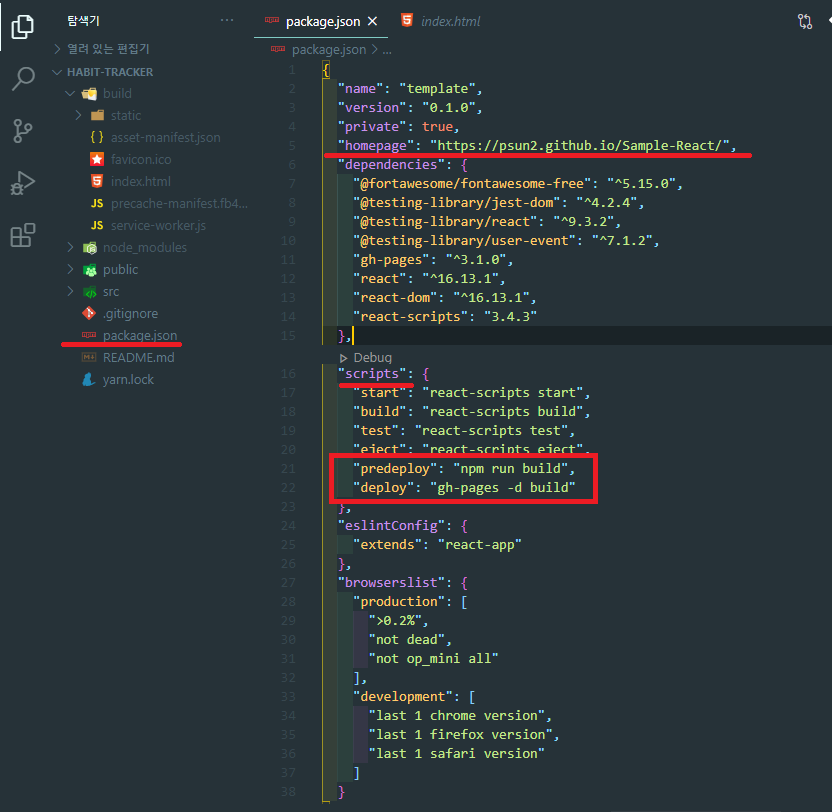 탐색기 ...
package.json ×
index.html
열려 있는 편집기
package.json > ...
HABIT-TRACKER
build
static
asset-manifest.json
favicon.ico
index.html
precache-manifest.fb4...
service-worker.js
node_modules
public
src
.gitignore
package.json
README.md
yarn.lock
1 {
2 "name": "template",
3 "version": "0.1.0",
4 "private": true,
5 "homepage": "https://psun2.github.io/Sample-React/",
6 "dependencies": {
7 "@fortawesome/fontawesome-free": "^5.15.0",
8 "@testing-library/jest-dom": "^4.2.4",
9 "@testing-library/react": "^9.3.2",
10 "@testing-library/user-event": "^7.1.2",
11 "gh-pages": "^3.1.0",
12 "react": "^16.13.1",
13 "react-dom": "^16.13.1",
14 "react-scripts": "3.4.3"
15 },
Debug
16 "scripts": {
17 "start": "react-scripts start",
18 "build": "react-scripts build",
19 "test": "react-scripts test",
20 "eject": "react-scripts eject",
21 "predeploy": "npm run build",
22 "deploy": "gh-pages -d build"
23 },
24 "eslintConfig": {
25 "extends": "react-app"
26 },
27 "browserslist": {
28 "production": [
29 ">0.2%",
30 "not dead",
31 "not op_mini all"
32 ],
33 "development": [
34 "last 1 chrome version",
35 "last 1 firefox version",
36 "last 1 safari version"
37 ]
38 }